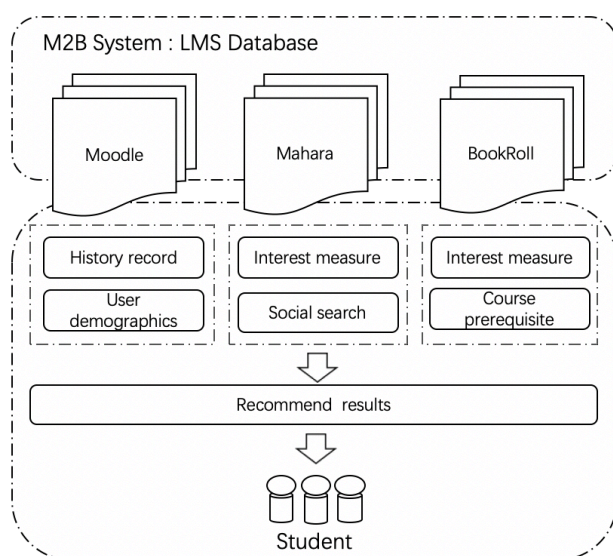 M2B System : LMS Database
Moodle
Mahara
BookRoll
History record
Interest measure
Interest measure
User
demographics
Social search
Course
prerequisite
Recommend results
Student